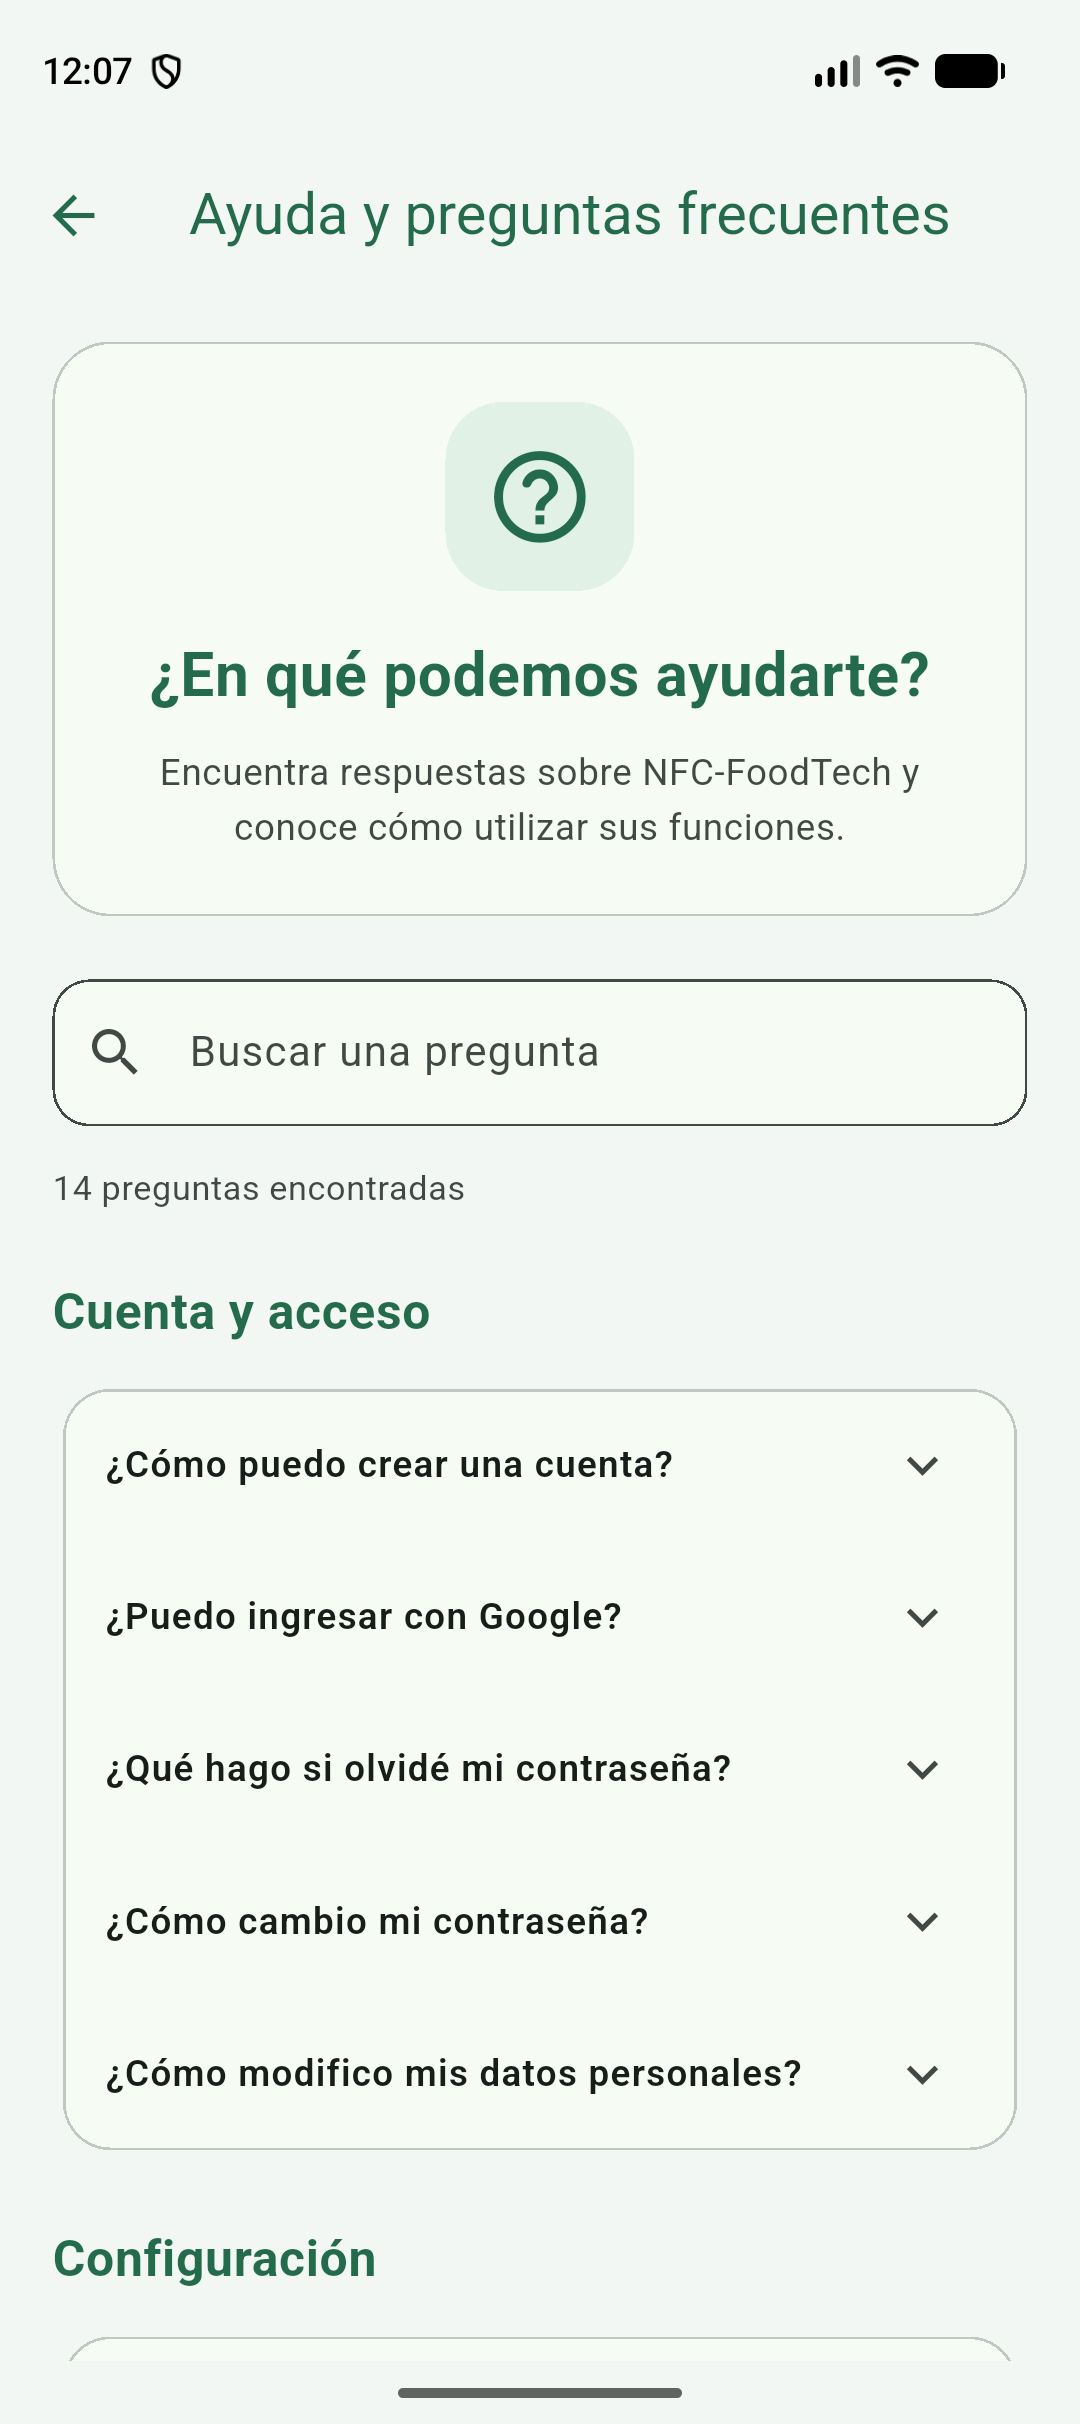 12:07
Ayuda y preguntas frecuentes
¿En qué podemos ayudarte?
Encuentra respuestas sobre NFC-FoodTech y
conoce cómo utilizar sus funciones.
Buscar una pregunta
14 preguntas encontradas
Cuenta y acceso
¿Cómo puedo crear una cuenta?
¿Puedo ingresar con Google?
¿Qué hago si olvidé mi contraseña?
¿Cómo cambio mi contraseña?
¿Cómo modifico mis datos personales?
Configuración